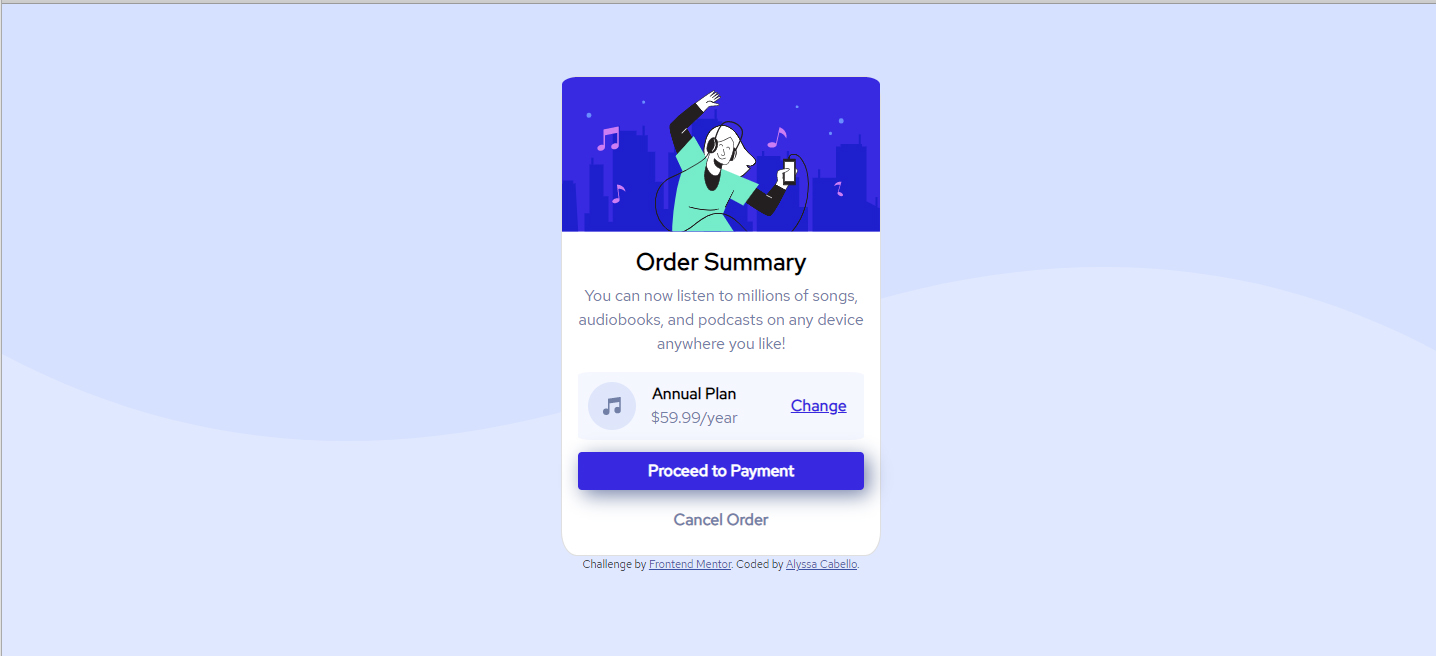 Order Summary
You can now listen to millions of songs,
audiobooks, and podcasts on any device
anywhere you like!
Annual Plan
$59.99/year
Change
Proceed to Payment
Cancel Order
Challenge by Frontend Mentor. Coded by Alyssa Cabello.